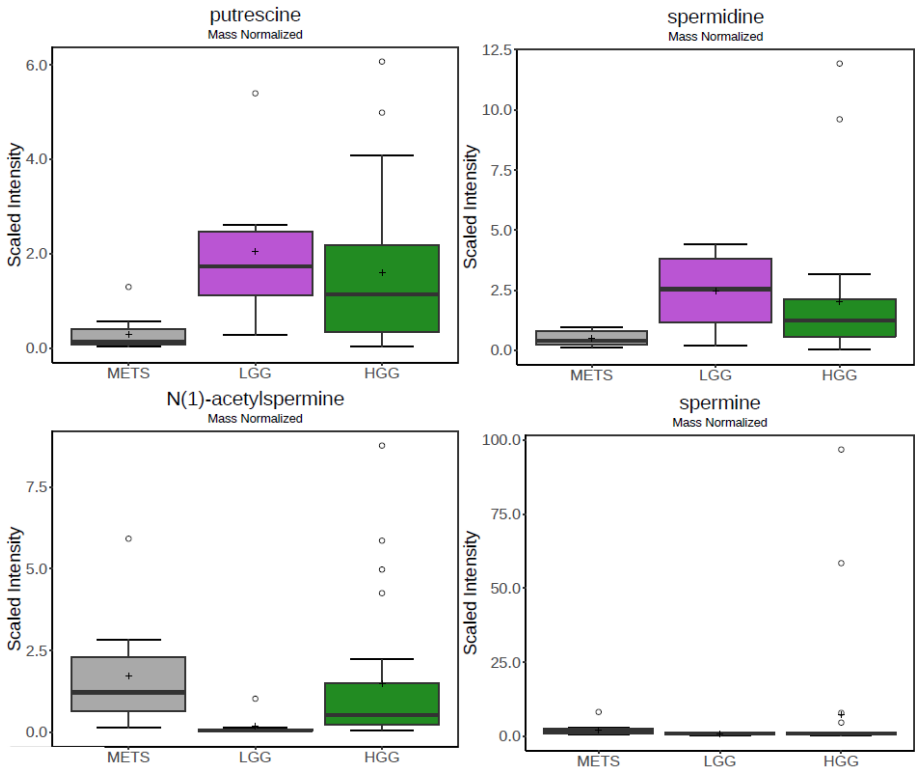 putrescine
Mass Normalized
Scaled Intensity
6.0
4.0
2.0
0.0
METS LGG HGG
spermidine
Mass Normalized
Scaled Intensity
12.5
10.0
7.5
5.0
2.5
0.0
METS LGG HGG
N(1)-acetylspermine
Mass Normalized
Scaled Intensity
7.5
5.0
2.5
0.0
METS LGG HGG
spermine
Mass Normalized
Scaled Intensity
100.0
75.0
50.0
25.0
0.0
METS LGG HGG